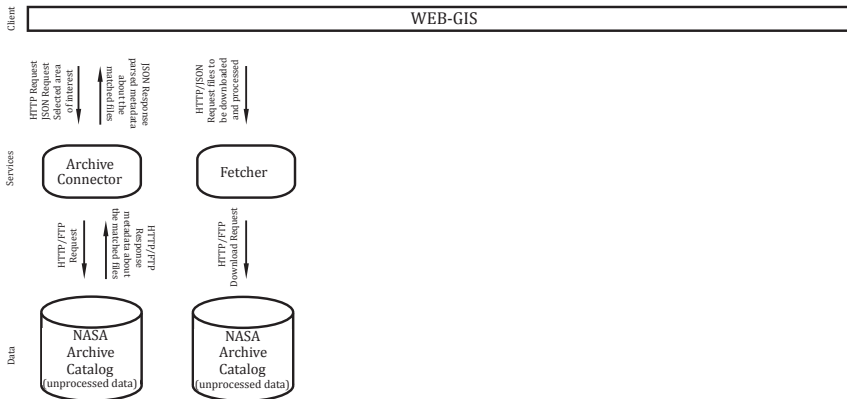 Client
WEB-GIS
HTTP Request
JSON Request
Selected area
of interest
JSON Response
parsed metadata
about the
matched files
HTTP/JSON
Request files to
be downloaded
and processed
Services
Archive
Connector
Fetcher
HTTP/FTP
Request
HTTP/FTP
Response
metadata about
the matched files
HTTP/FTP
Download Request
Data
NASA
Archive
Catalog
(unprocessed data)
NASA
Archive
Catalog
(unprocessed data)